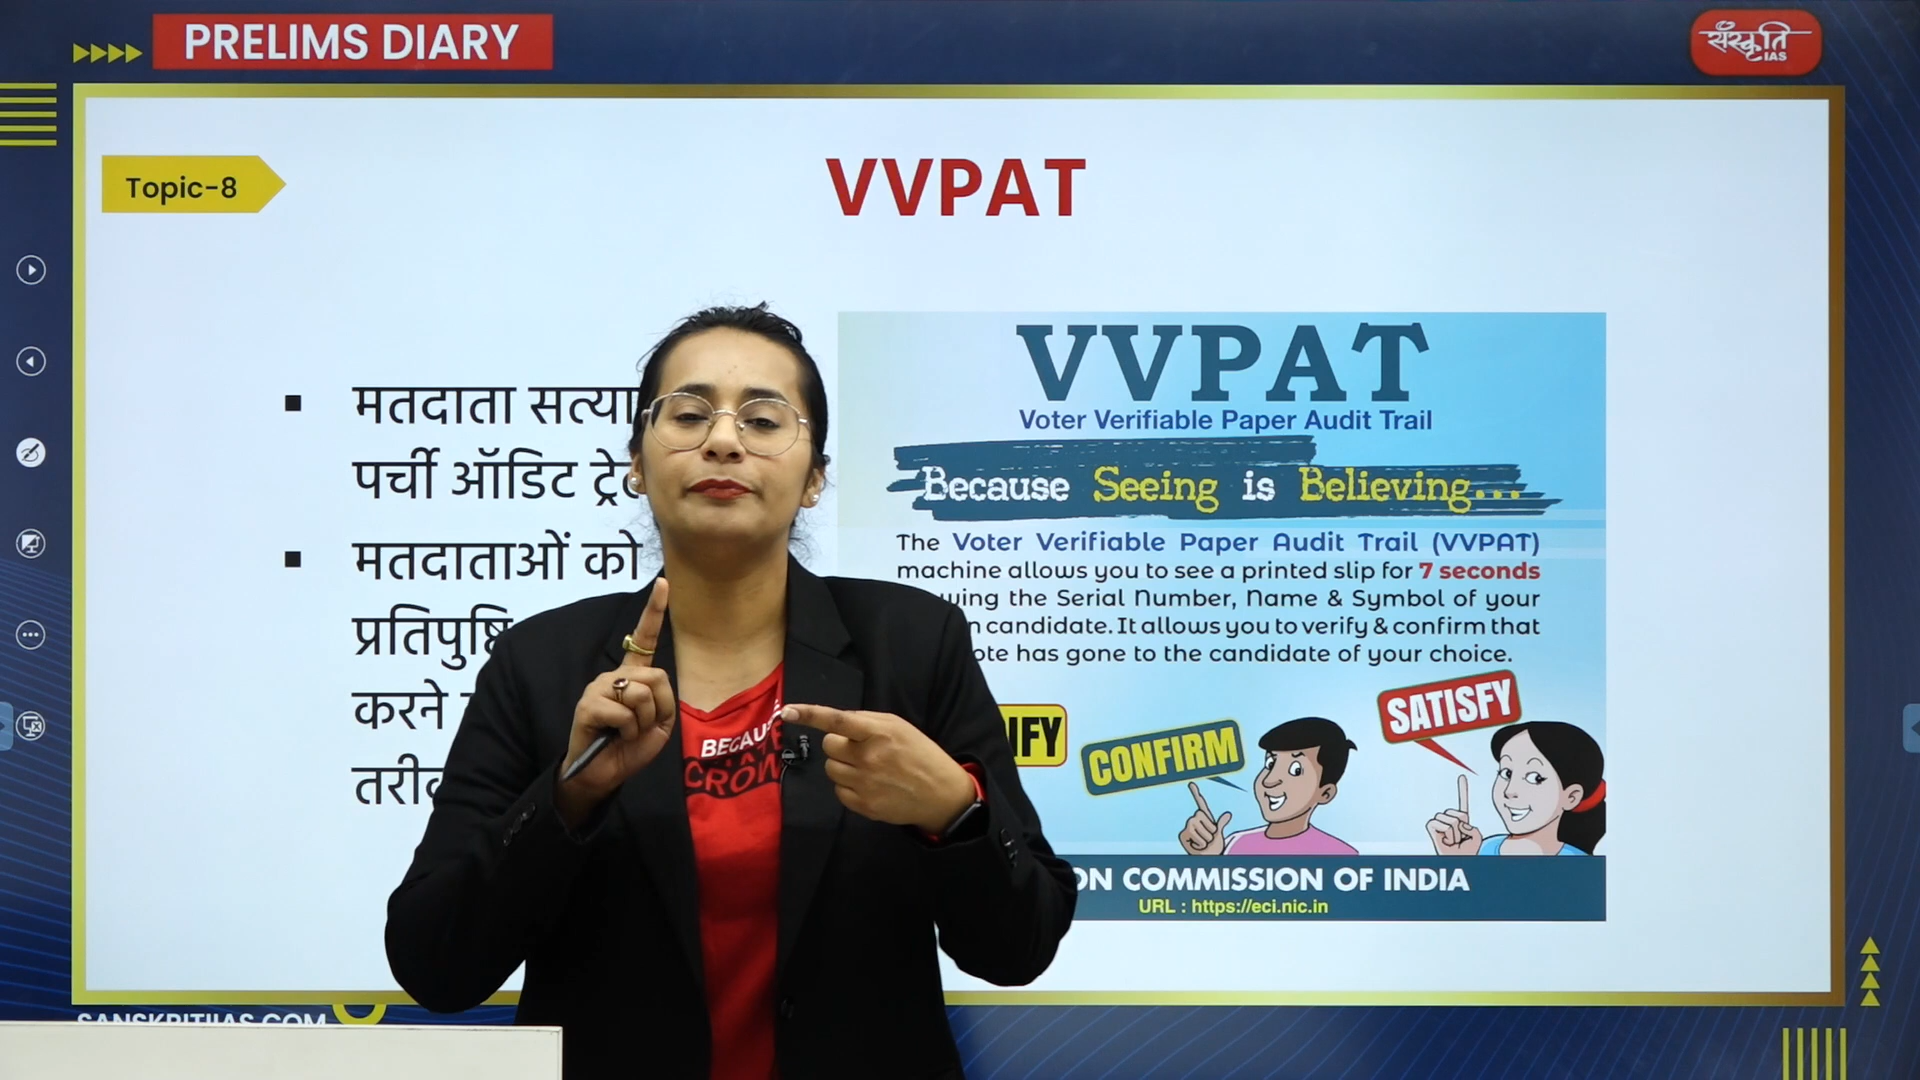 PRELIMS DIARY
संस्कृति
IAS
Topic-8
VVPAT
मतदाता
पर्ची ऑडिट
मतदाताओं को
करने
VVPAT
Voter Verifiable Paper Audit Trail
Because Seeing is Believing...
The Voter Verifiable Paper Audit Trail (VVPAT)
machine allows you to see a printed slip for 7 seconds
the Serial Number, Name & Symbol of your
candidate. It allows you to verify & confirm that
has gone to the candidate of your choice.
CONFIRM
SATISFY
COMMISSION OF INDIA
URL : https://eci.nic.in
BECAUSE
SANSKRITIIAS.COM